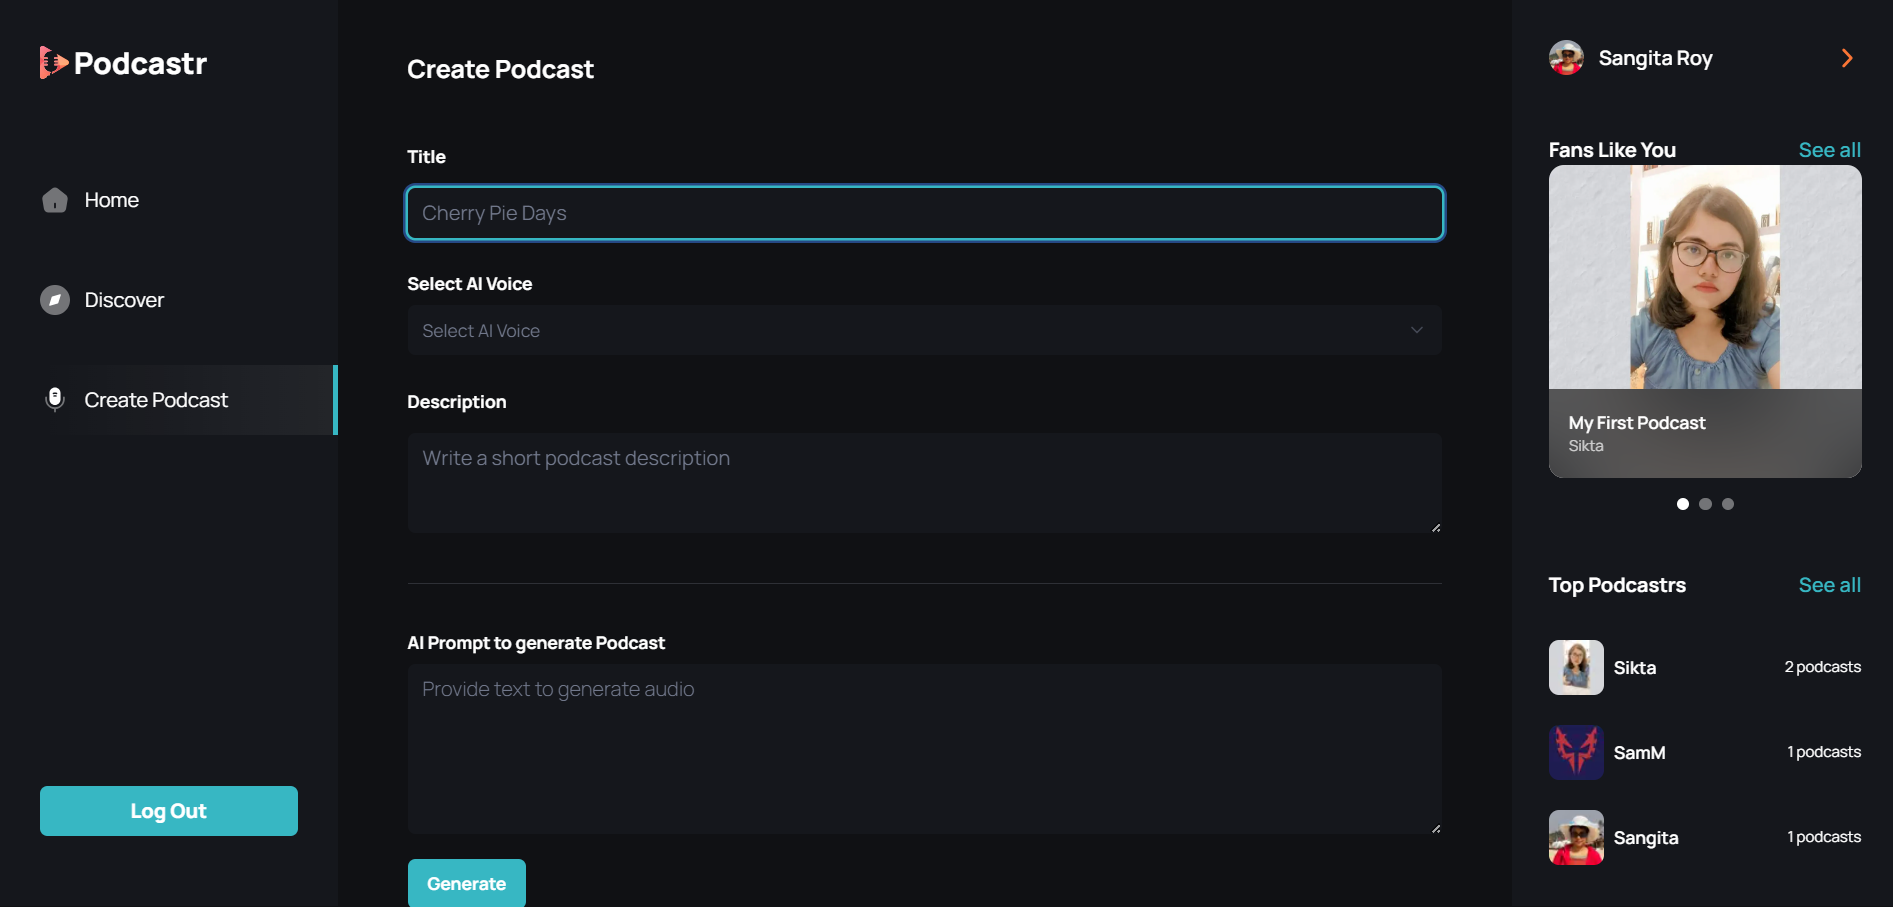 Podcastr
Home
Discover
Create Podcast
Log Out
Create Podcast
Title
Cherry Pie Days
Select AI Voice
Select AI Voice
Description
Write a short podcast description
AI Prompt to generate Podcast
Provide text to generate audio
Generate
Sangita Roy
Fans Like You See all
My First Podcast
Sikta
Top Podcastrs See all
Sikta 2 podcasts
SamM 1 podcasts
Sangita 1 podcasts